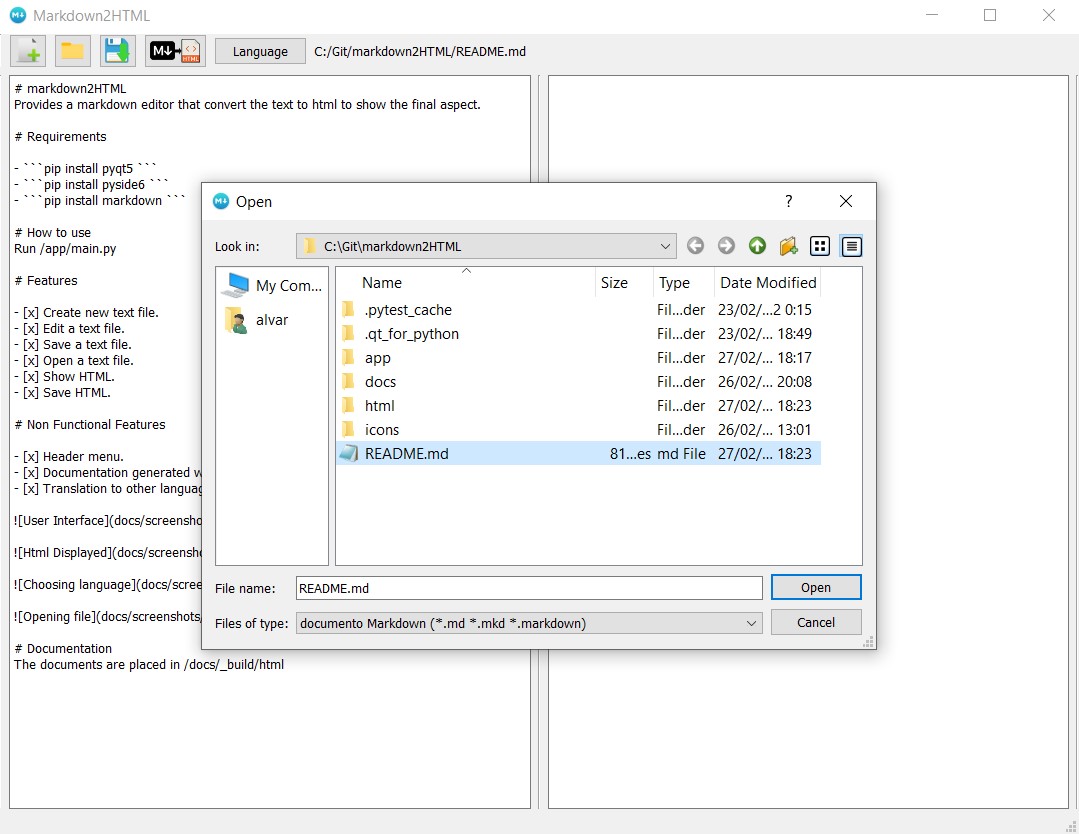 Markdown2HTML
Language C:/Git/markdown2HTML/README.md
# markdown2HTML
Provides a markdown editor that convert the text to html to show the final aspect.
# Requirements
- ```pip install pyqt5 ```
- ```pip install pyside6 ```
- ```pip install markdown ```
# How to use
Run /app/main.py
# Features
- [x] Create new text file.
- [x] Edit a text file.
- [x] Save a text file.
- [x] Open a text file.
- [x] Show HTML.
- [x] Save HTML.
# Non Functional Features
- [x] Header menu.
- [x] Documentation generated w
- [x] Translation to other languag
![User Interface](docs/screensho
![Html Displayed](docs/screensh
![Choosing language](docs/scree
![Opening file](docs/screenshots,
# Documentation
The documents are placed in /docs/_build/html
Open ?
Look in: C:\Git\markdown2HTML
My Com...
alvar
Name Size Type Date Modified
.pytest_cache Fil...der 23/02/...2 0:15
.qt_for_python Fil...der 23/02/... 18:49
app Fil...der 27/02/... 18:17
docs Fil...der 26/02/... 20:08
html Fil...der 27/02/... 18:23
icons Fil...der 26/02/... 13:01
README.md 81...es md File 27/02/... 18:23
File name: README.md Open
Files of type: documento Markdown (*.md *.mkd *.markdown) Cancel